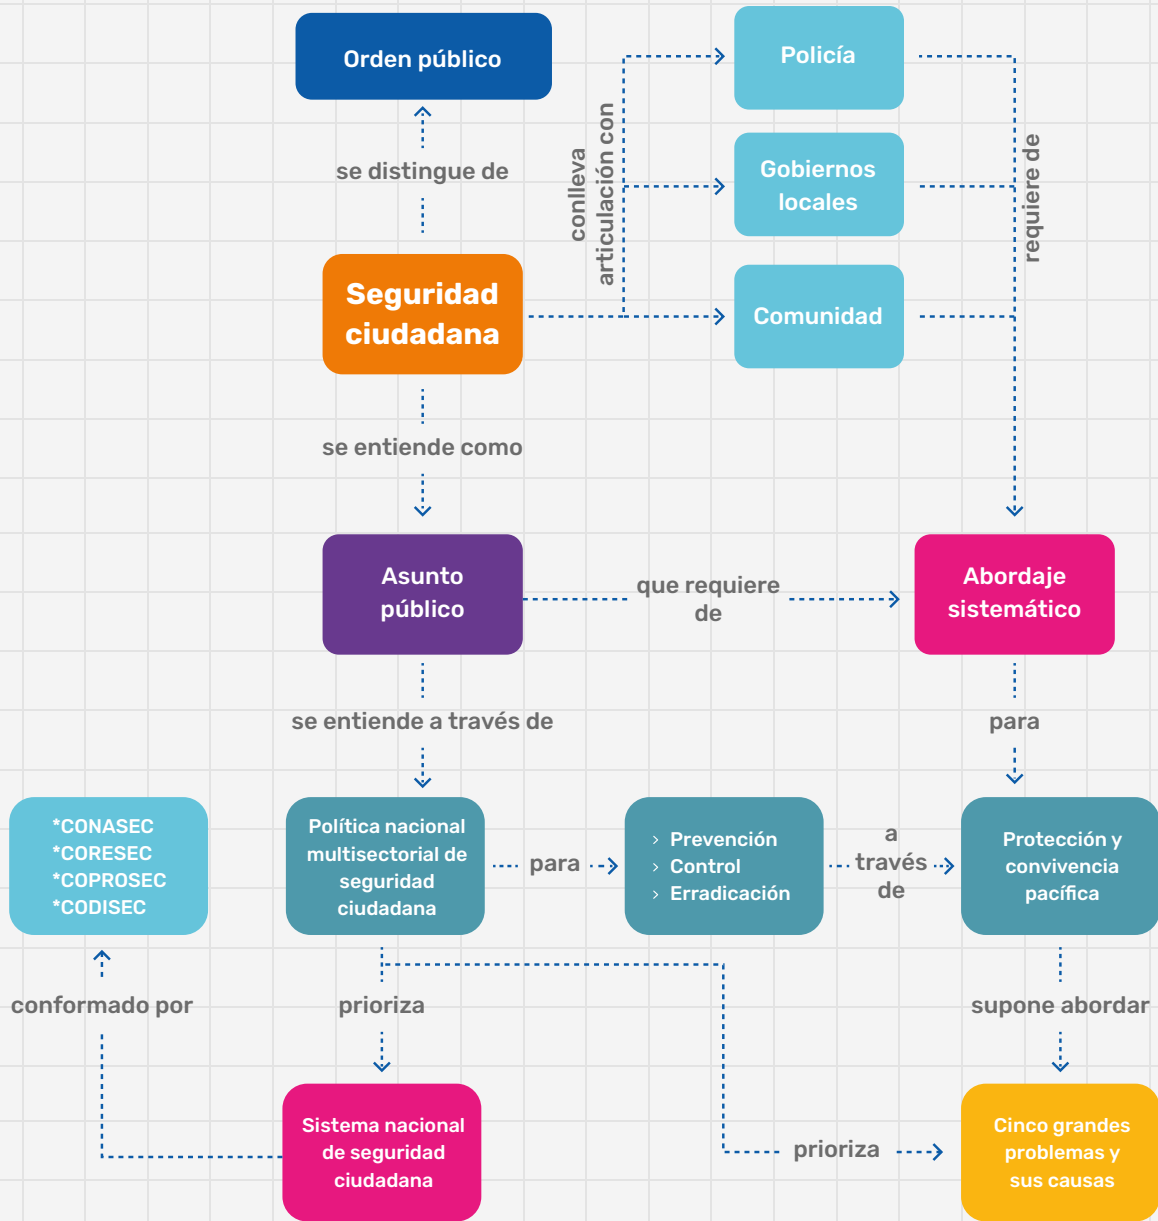 Orden público
se distingue de
Seguridad
ciudadana
conlleva
articulación con
Policía
Gobiernos
locales
Comunidad
requiere de
se entiende como
Asunto
público
que requiere
de
Abordaje
sistemático
se entiende a través de
para
*CONASEC
*CORESEC
*COPROSEC
*CODISEC
Política nacional
multisectorial de
seguridad
ciudadana
para
› Prevención
› Control
› Erradicación
a
través
de
Protección y
convivencia
pacífica
conformado por
prioriza
supone abordar
Sistema nacional
de seguridad
ciudadana
prioriza
Cinco grandes
problemas y
sus causas